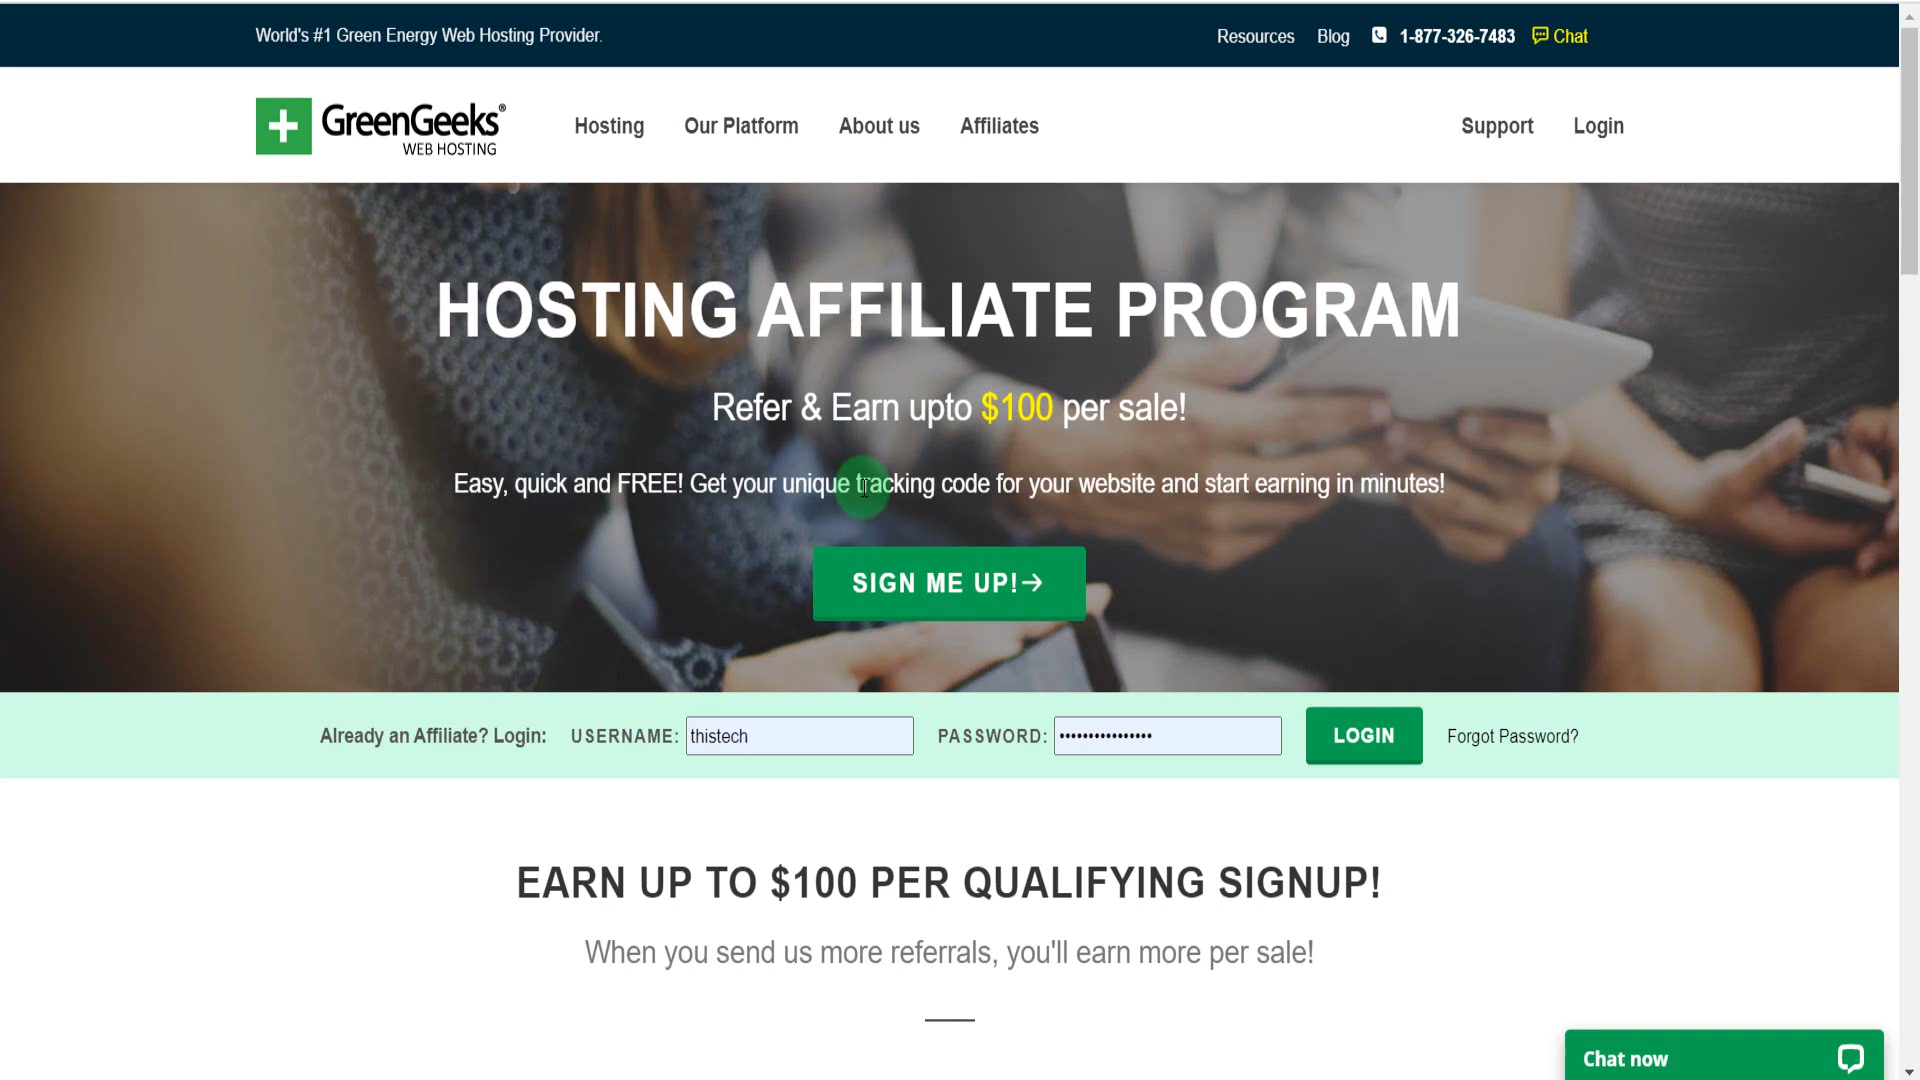 World's #1 Green Energy Web Hosting Provider.
Resources Blog 1-877-326-7483 Chat
GreenGeeks®
WEB HOSTING
Hosting Our Platform About us Affiliates Support Login
HOSTING AFFILIATE PROGRAM
Refer & Earn upto $100 per sale!
Easy, quick and FREE! Get your unique tracking code for your website and start earning in minutes!
SIGN ME UP!→
Already an Affiliate? Login: USERNAME: thistech PASSWORD: •••••••••••••••• LOGIN Forgot Password?
EARN UP TO $100 PER QUALIFYING SIGNUP!
When you send us more referrals, you'll earn more per sale!
Chat now